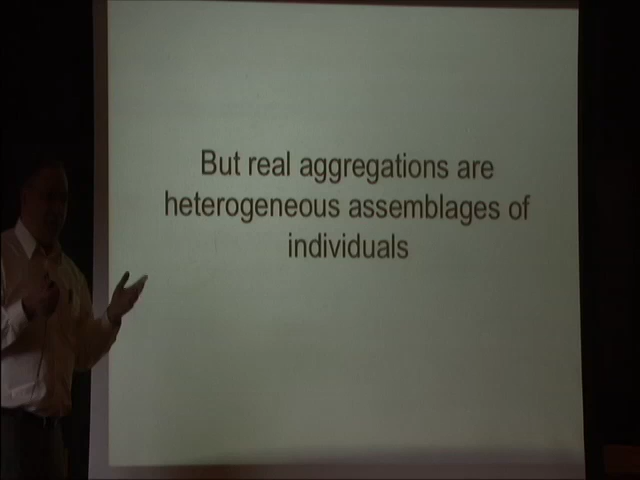 But real aggregations are
heterogeneous assemblages of
individuals